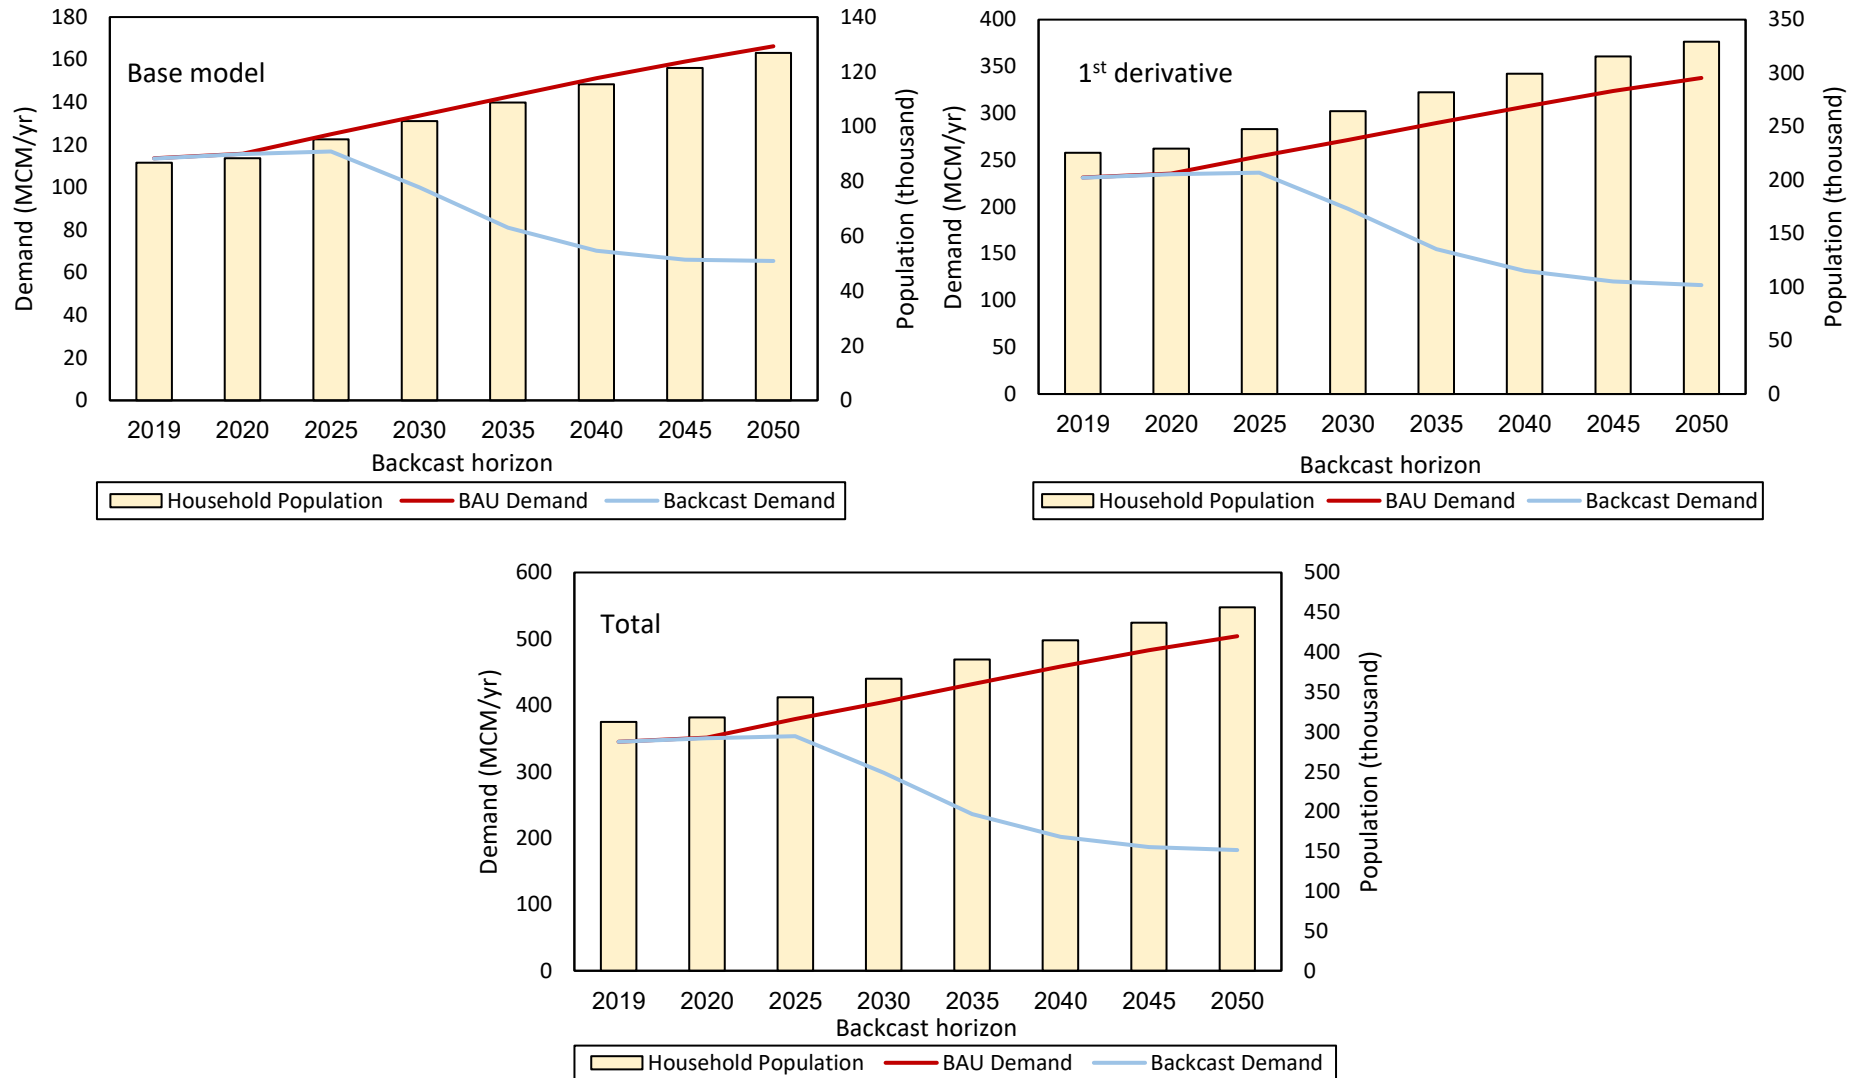 Base model
Demand (MCM/yr)
180
160
140
120
100
80
60
40
20
0
140
120
100
80
60
40
20
0
Population (thousand)
2019 2020 2025 2030 2035 2040 2045 2050
Backcast horizon
Household Population BAU Demand Backcast Demand
1st derivative
Demand (MCM/yr)
400
350
300
250
200
150
100
50
0
350
300
250
200
150
100
50
0
Population (thousand)
2019 2020 2025 2030 2035 2040 2045 2050
Backcast horizon
Household Population BAU Demand Backcast Demand
Total
Demand (MCM/yr)
600
500
400
300
200
100
0
500
450
400
350
300
250
200
150
100
50
0
Population (thousand)
2019 2020 2025 2030 2035 2040 2045 2050
Backcast horizon
Household Population BAU Demand Backcast Demand